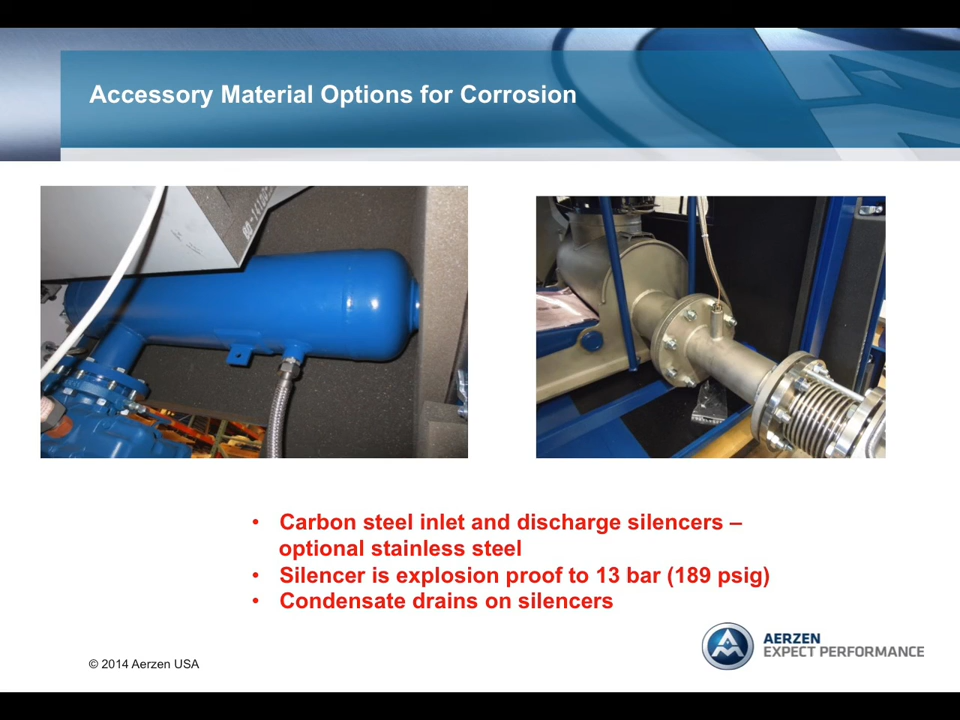 Accessory Material Options for Corrosion
• Carbon steel inlet and discharge silencers –
optional stainless steel
• Silencer is explosion proof to 13 bar (189 psig)
• Condensate drains on silencers
© 2014 Aerzen USA
AERZEN
EXPECT PERFORMANCE